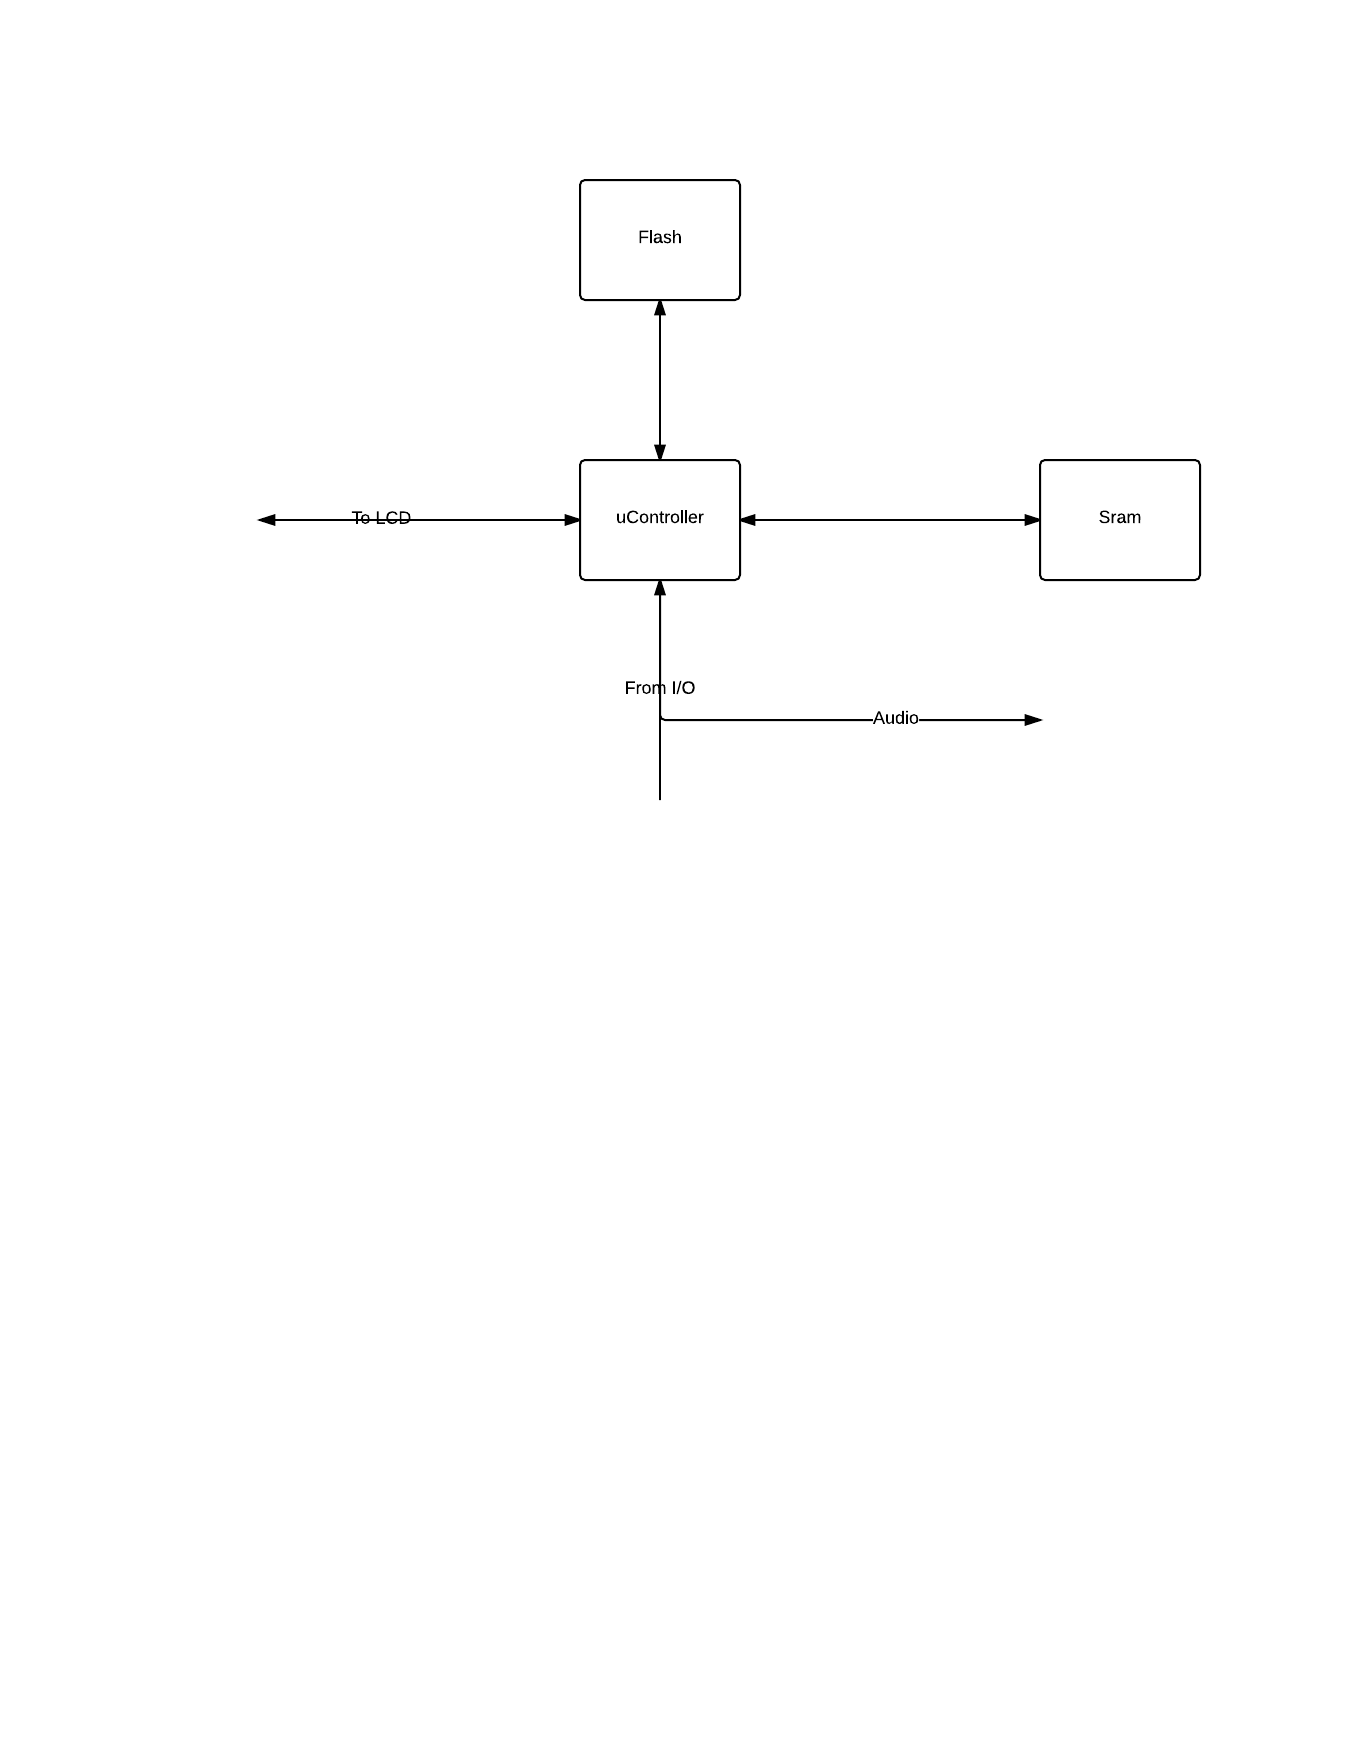 Flash
To LCD
uController
Sram
From I/O
Audio